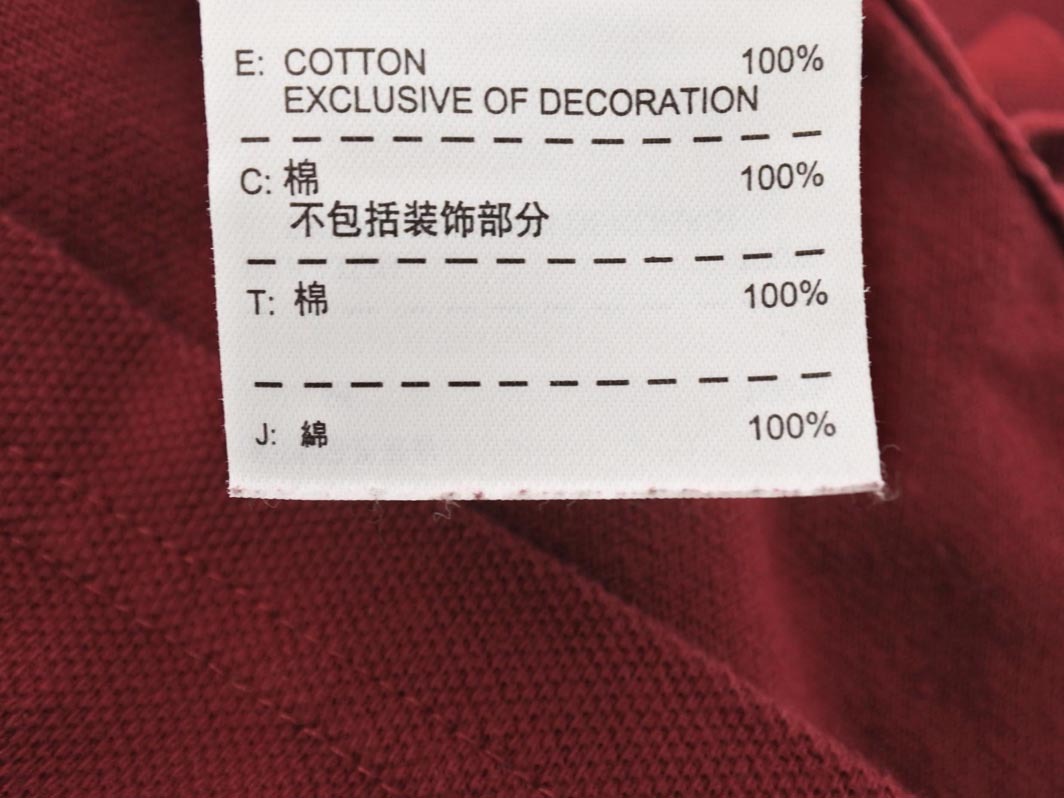 E: COTTON 100%
EXCLUSIVE OF DECORATION
C: 棉 100%
不包括装饰部分
T: 棉 100%
J: 綿 100%